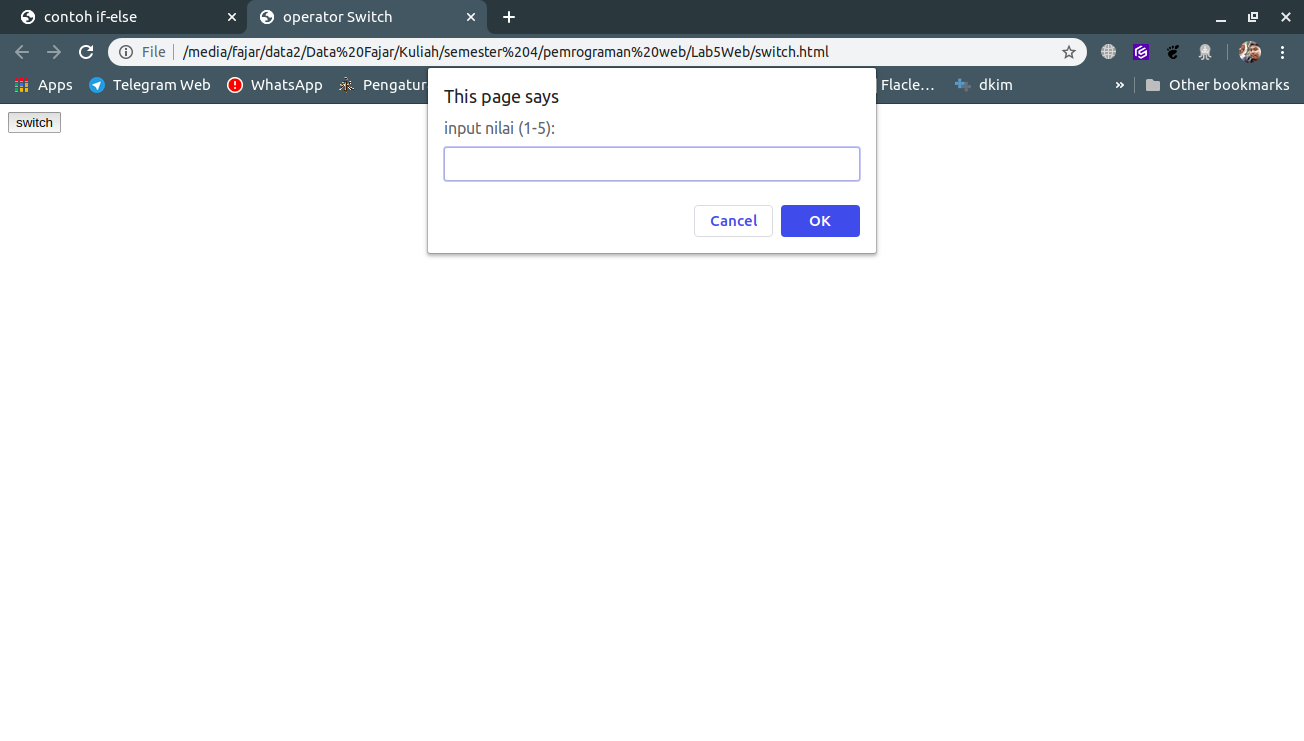 contoh if-else
operator Switch
File
/media/fajar/data2/Data%20Fajar/Kuliah/semester%204/pemrograman%20web/Lab5Web/switch.html
Apps
Telegram Web
WhatsApp
Pengatur
Flacle…
dkim
»
Other bookmarks
switch
This page says
input nilai (1-5):
Cancel
OK